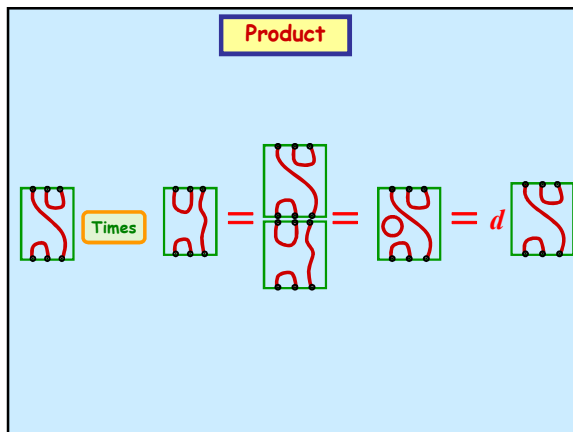 Product
Times = = = d